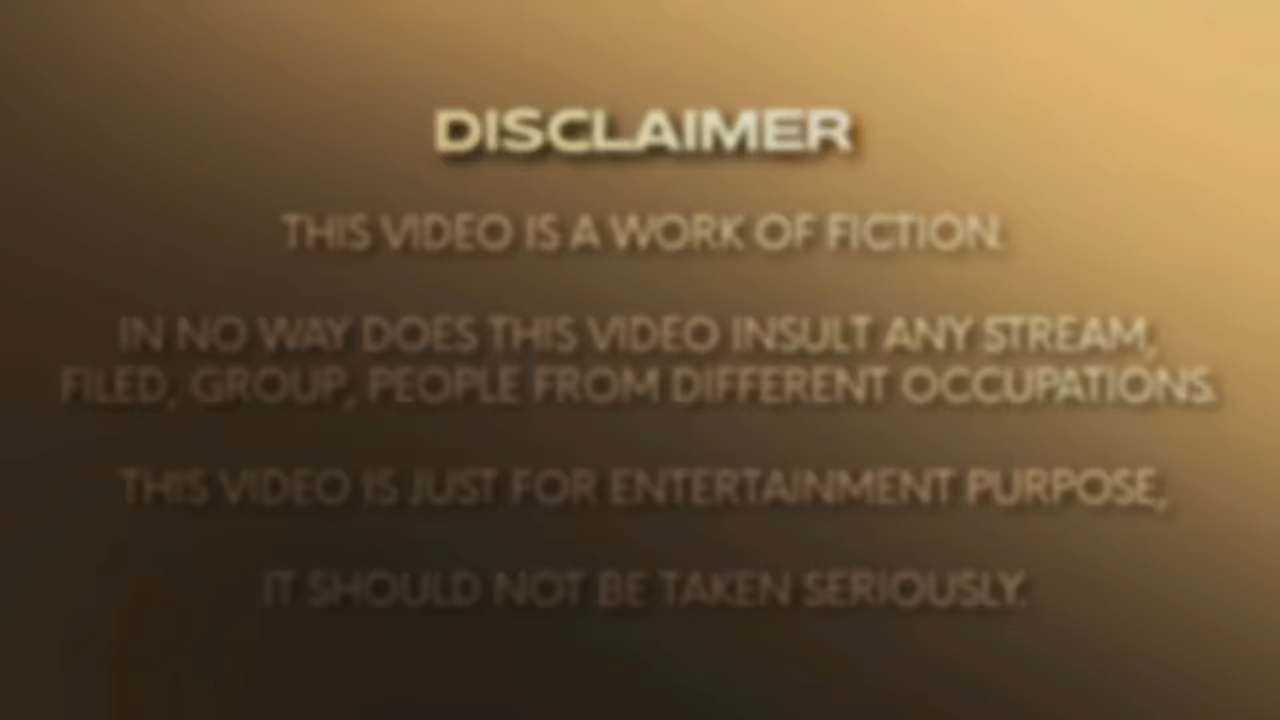 DISCLAIMER
THIS VIDEO IS A WORK OF FICTION.
IN NO WAY DOES THIS VIDEO INSULT ANY STREAM,
FILED, GROUP, PEOPLE FROM DIFFERENT OCCUPATIONS.
THIS VIDEO IS JUST FOR ENTERTAINMENT PURPOSE,
IT SHOULD NOT BE TAKEN SERIOUSLY.